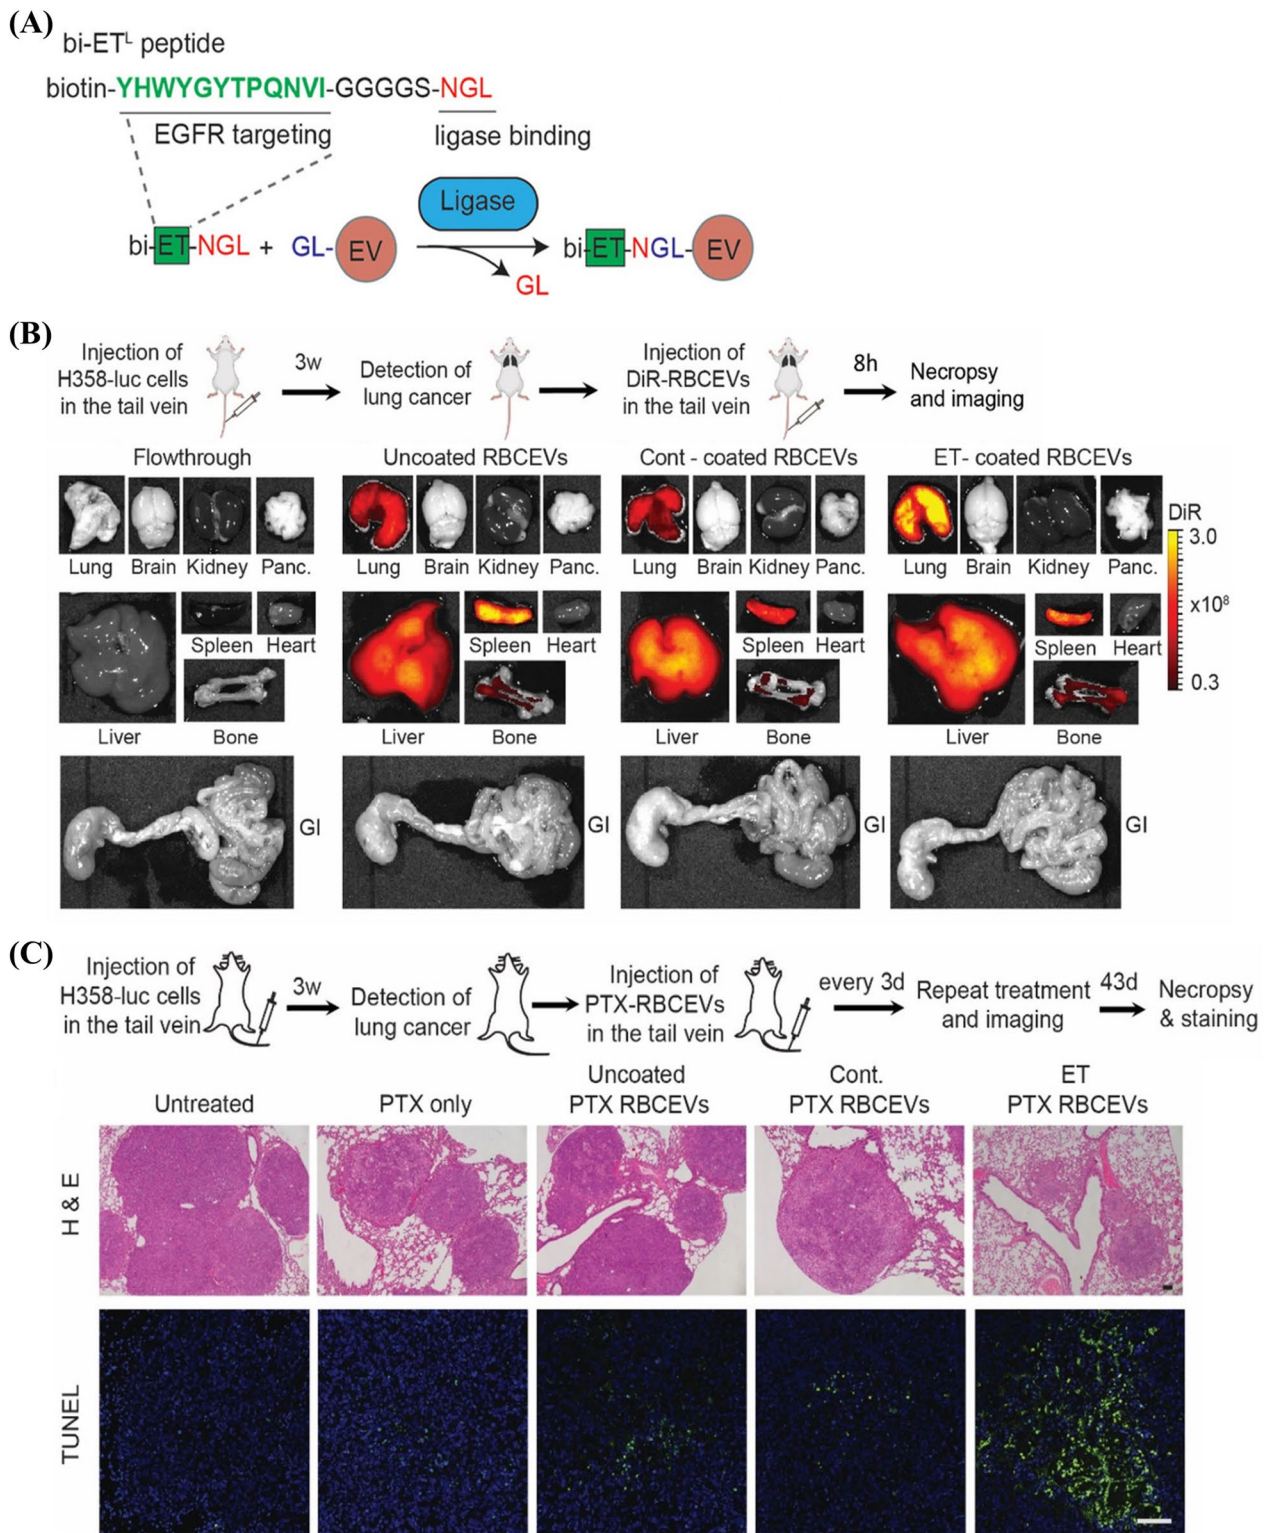 (A)
bi-ETL peptide
biotin-YHWYGYTPQNVI-GGGGS-NGL
EGFR targeting
ligase binding
Ligase
bi-ET-NGL + GL-EV
bi-ET-NGL-EV
GL
(B)
Injection of
H358-luc cells
in the tail vein
3w
Detection of
lung cancer
Injection of
DiR-RBCEVs
in the tail vein
8h
Necropsy
and imaging
Flowthrough
Uncoated RBCEVs
Cont - coated RBCEVs
ET- coated RBCEVs
DiR
3.0
x10⁸
0.3
Lung Brain Kidney Panc.
Lung Brain Kidney Panc.
Lung Brain Kidney Panc.
Lung Brain Kidney Panc.
Spleen Heart
Spleen Heart
Spleen Heart
Spleen Heart
Liver Bone
Liver Bone
Liver Bone
Liver Bone
GI
GI
GI
GI
(C)
Injection of
H358-luc cells
in the tail vein
3w
Detection of
lung cancer
Injection of
PTX-RBCEVs
in the tail vein
every 3d
Repeat treatment
and imaging
43d
Necropsy
& staining
Untreated
PTX only
Uncoated
PTX RBCEVs
Cont.
PTX RBCEVs
ET
PTX RBCEVs
H & E
TUNEL